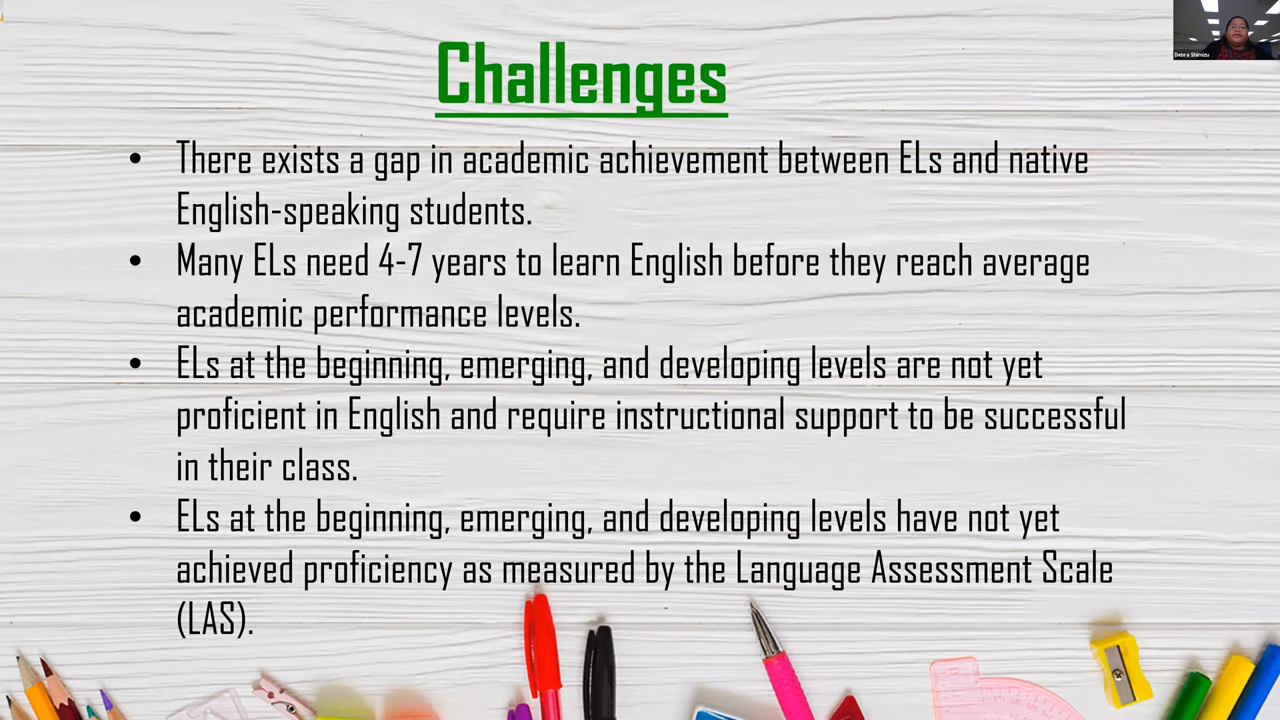 Challenges
Debra Shimizu
• There exists a gap in academic achievement between ELs and native
English-speaking students.
• Many ELs need 4-7 years to learn English before they reach average
academic performance levels.
• ELs at the beginning, emerging, and developing levels are not yet
proficient in English and require instructional support to be successful
in their class.
• ELs at the beginning, emerging, and developing levels have not yet
achieved proficiency as measured by the Language Assessment Scale
(LAS).